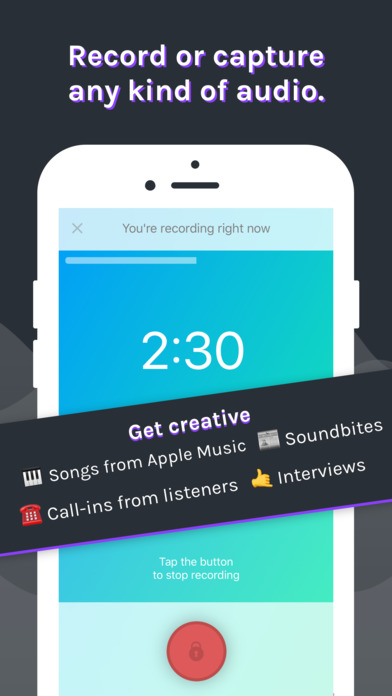 Record or capture
any kind of audio.
You're recording right now
2:30
Get creative
Songs from Apple Music
Soundbites
Call-ins from listeners
Interviews
Tap the button
to stop recording